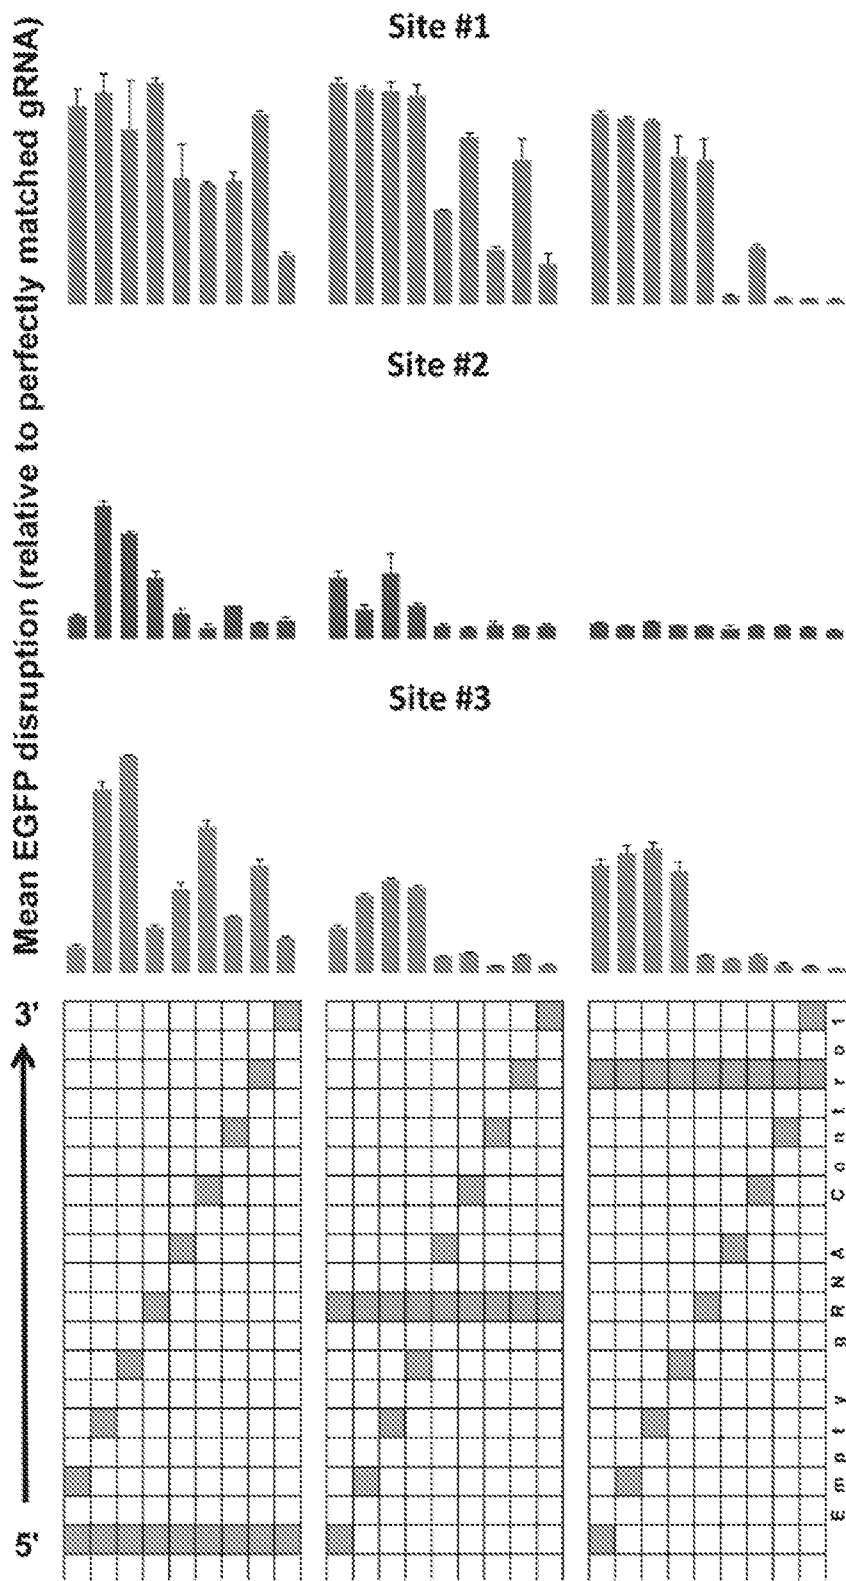 Mean EGFP disruption (relative to perfectly matched gRNA)
Site #1
Site #2
Site #3
3'
5'
Empty gRNA Control